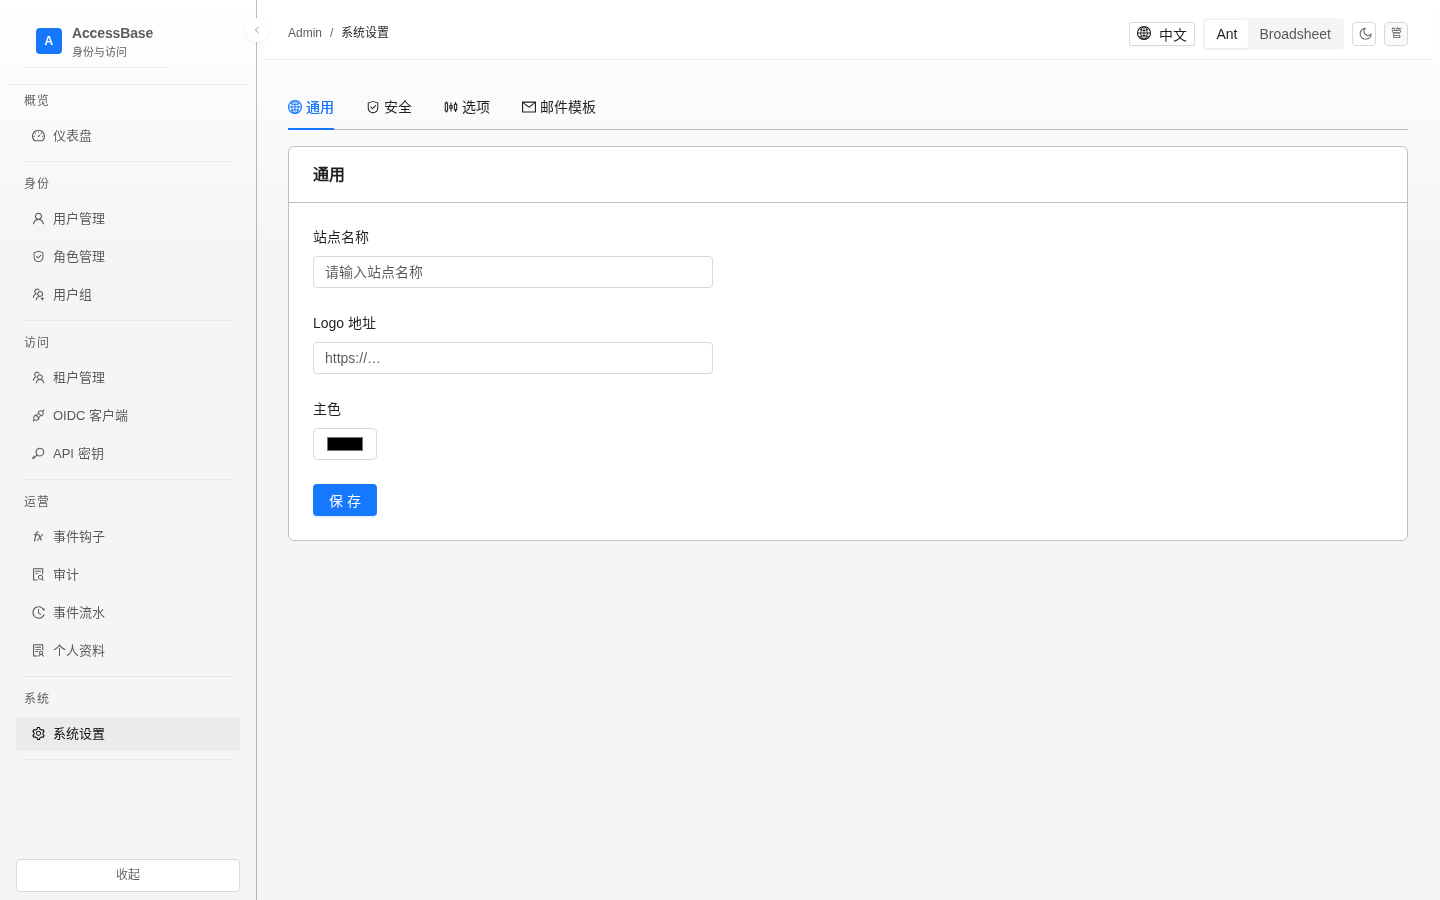 A
AccessBase
身份与访问
概览
仪表盘
身份
用户管理
角色管理
用户组
访问
租户管理
OIDC 客户端
API 密钥
运营
fx 事件钩子
审计
事件流水
个人资料
系统
系统设置
收起
Admin / 系统设置
中文
Ant
Broadsheet
管
通用
安全
选项
邮件模板
通用
站点名称
请输入站点名称
Logo 地址
https://…
主色
保 存